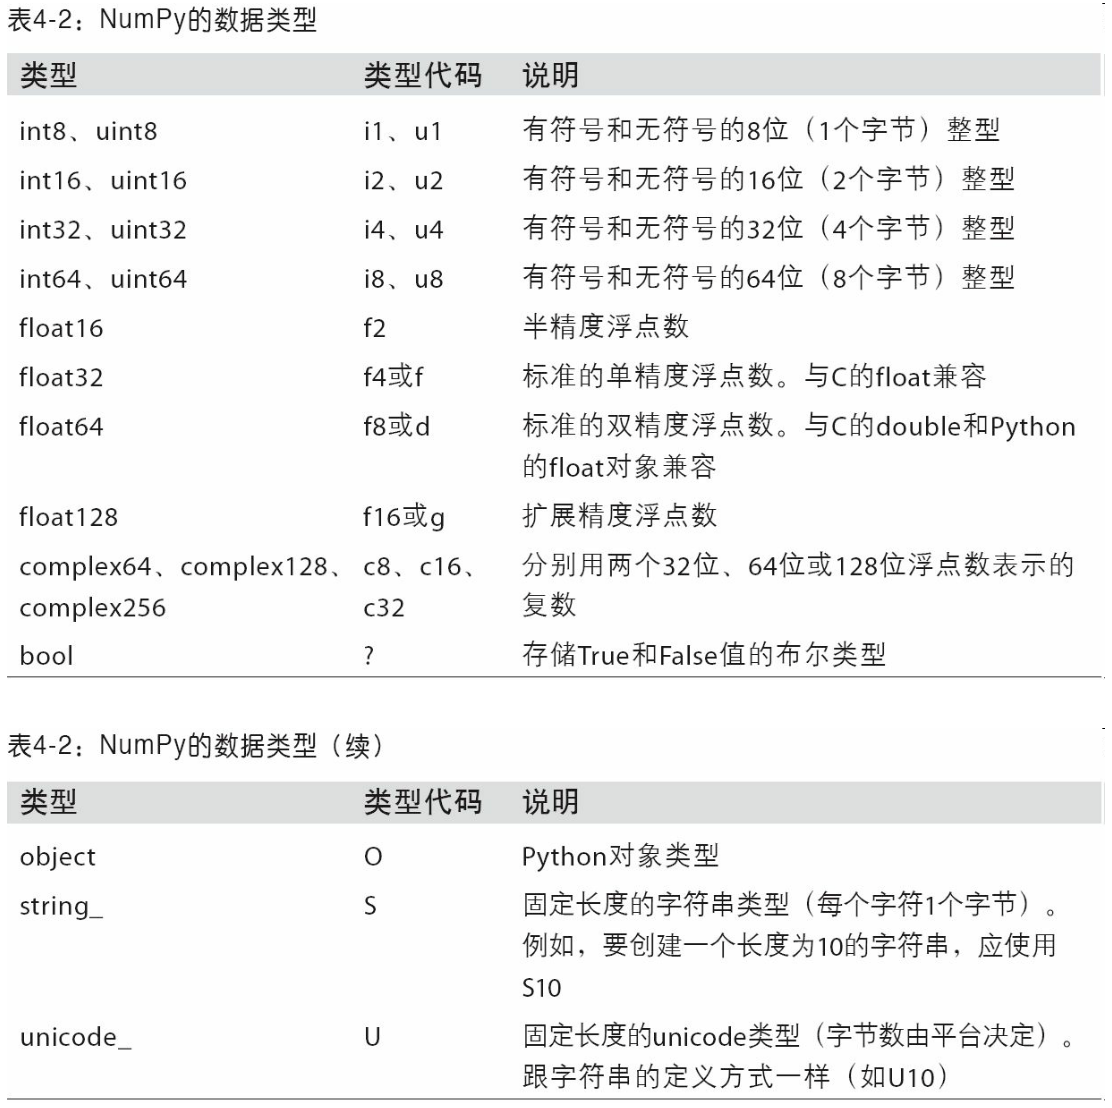 表4-2：NumPy的数据类型
类型 类型代码 说明
int8、uint8 i1、u1 有符号和无符号的8位（1个字节）整型
int16、uint16 i2、u2 有符号和无符号的16位（2个字节）整型
int32、uint32 i4、u4 有符号和无符号的32位（4个字节）整型
int64、uint64 i8、u8 有符号和无符号的64位（8个字节）整型
float16 f2 半精度浮点数
float32 f4或f 标准的单精度浮点数。与C的float兼容
float64 f8或d 标准的双精度浮点数。与C的double和Python
的float对象兼容
float128 f16或g 扩展精度浮点数
complex64、complex128、 c8、c16、 分别用两个32位、64位或128位浮点数表示的
complex256 c32 复数
bool ? 存储True和False值的布尔类型
表4-2：NumPy的数据类型（续）
类型 类型代码 说明
object O Python对象类型
string_ S 固定长度的字符串类型（每个字符1个字节）。
例如，要创建一个长度为10的字符串，应使用
S10
unicode_ U 固定长度的unicode类型（字节数由平台决定）。
跟字符串的定义方式一样（如U10）